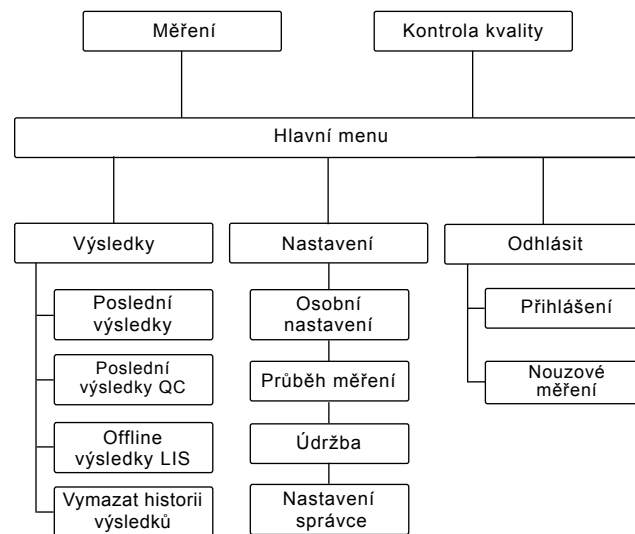 Měření
Kontrola kvality
Hlavní menu
Výsledky
Nastavení
Odhlásit
Poslední
výsledky
Poslední
výsledky QC
Offline
výsledky LIS
Vymazat historii
výsledků
Osobní
nastavení
Průběh měření
Údržba
Nastavení
správce
Přihlášení
Nouzové
měření